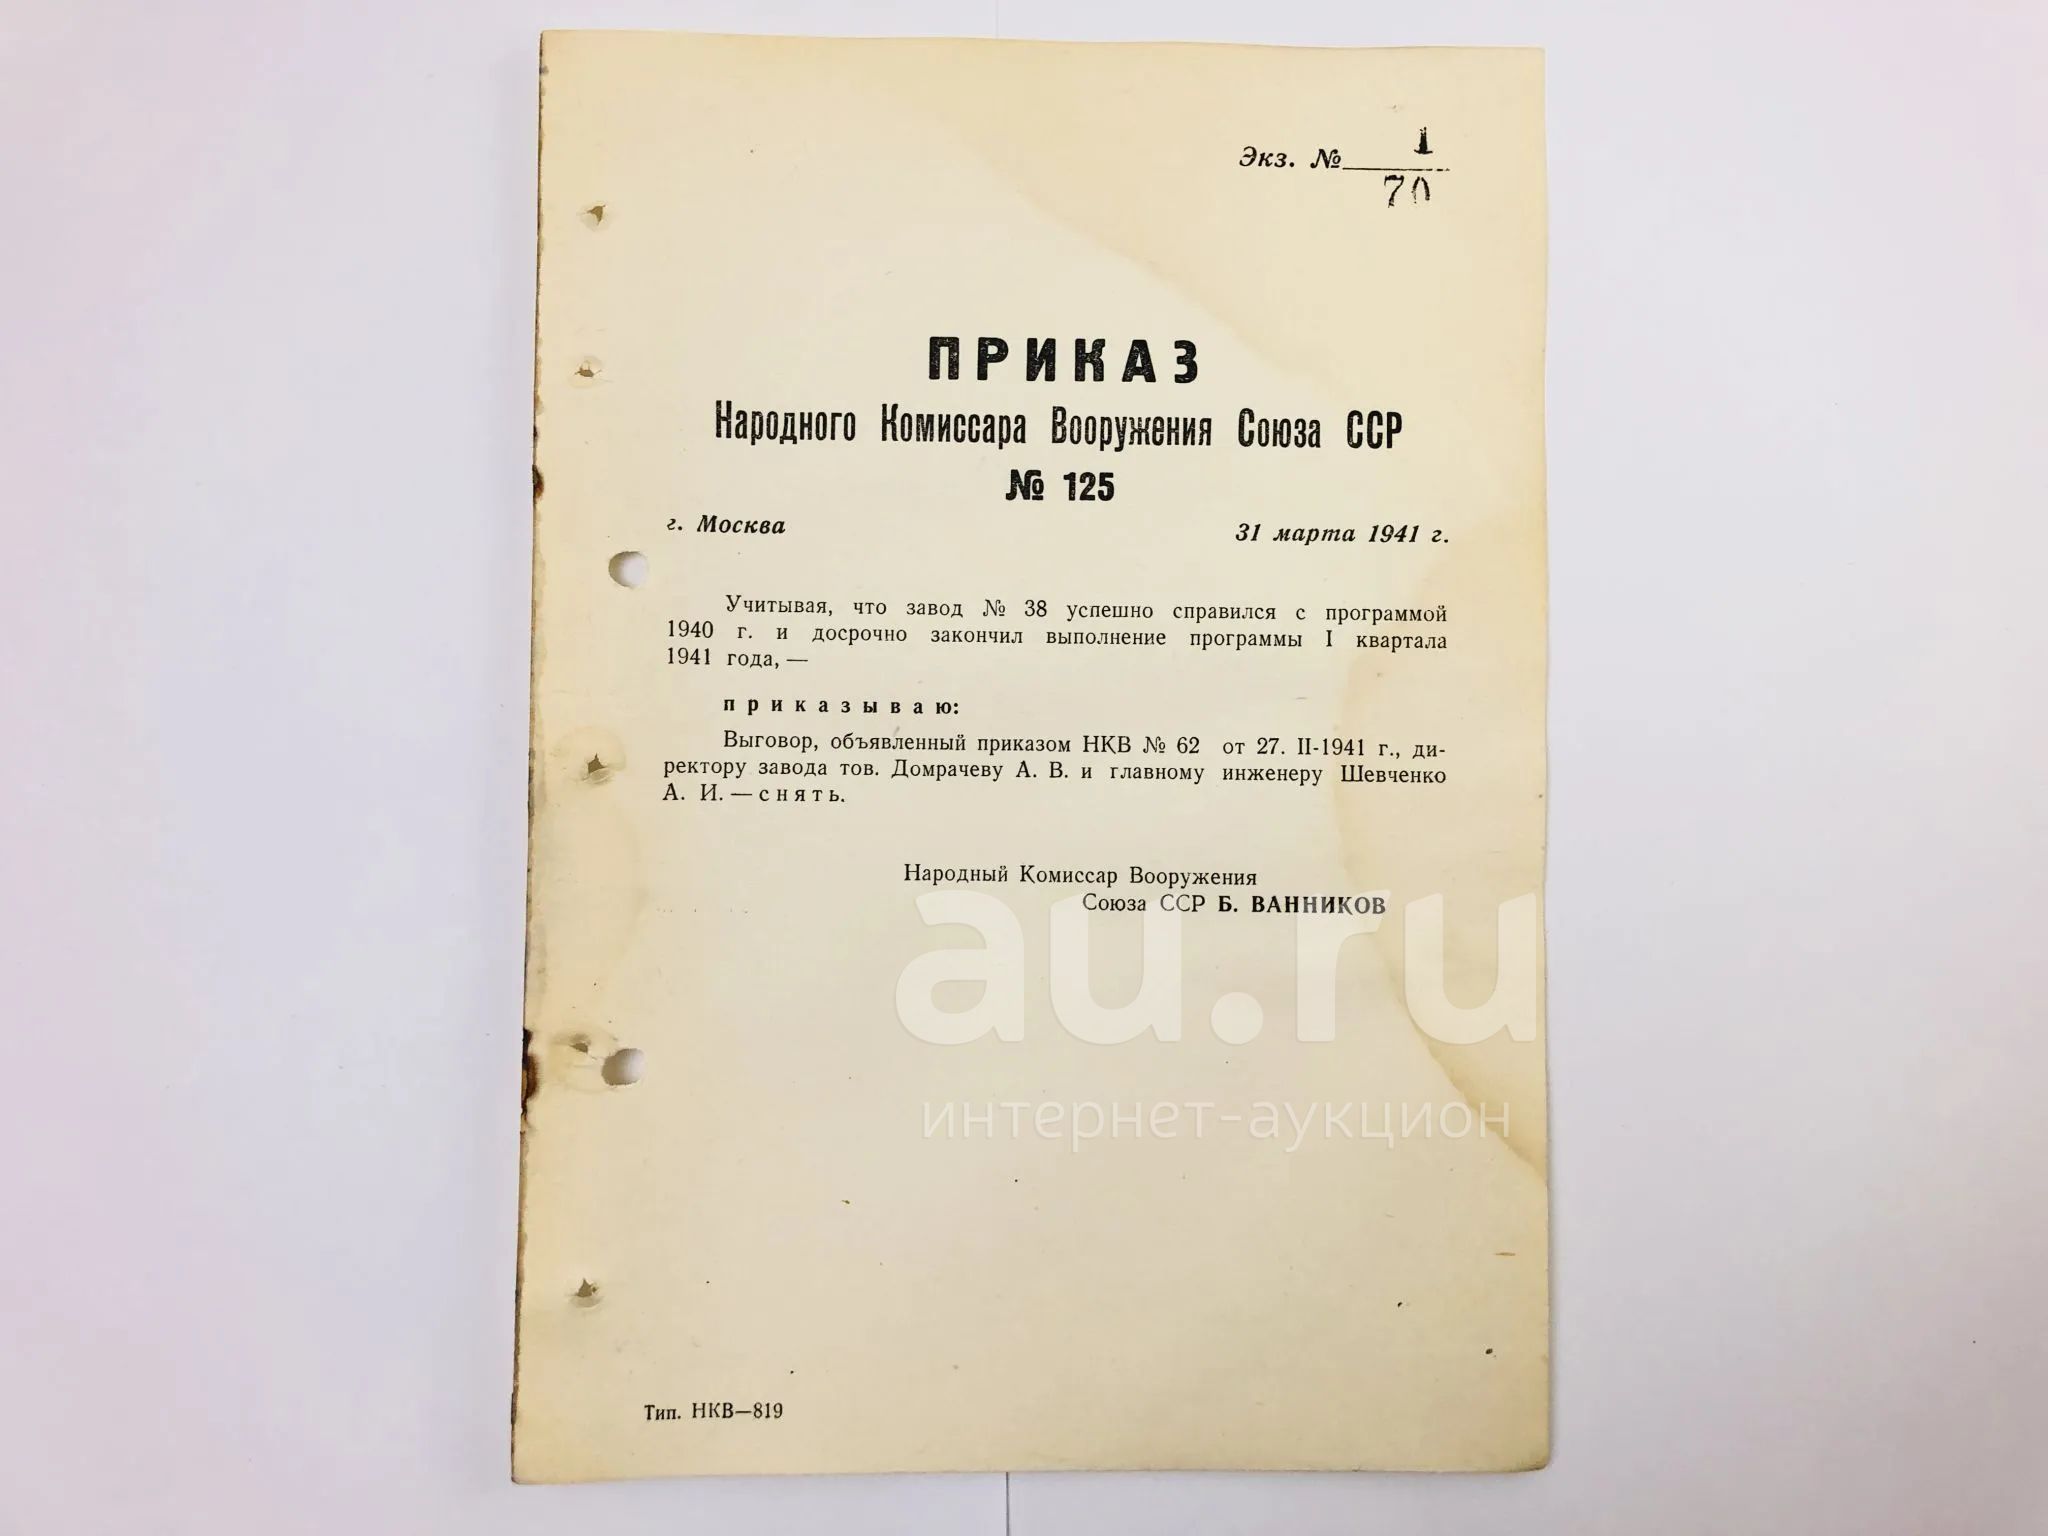 Экз. № 1
70
ПРИКАЗ
Народного Комиссара Вооружения Союза ССР
№ 125
г. Москва 31 марта 1941 г.
Учитывая, что завод № 38 успешно справился с программой
1940 г. и досрочно закончил выполнение программы I квартала
1941 года, —
приказываю:
Выговор, объявленный приказом НКВ № 62 от 27. II-1941 г., ди-
ректору завода тов. Домрачеву А. В. и главному инженеру Шевченко
А. И. — снять.
Народный Комиссар Вооружения
Союза ССР Б. ВАННИКОВ
au.ru
интернет-аукцион
Тип. НКВ—819